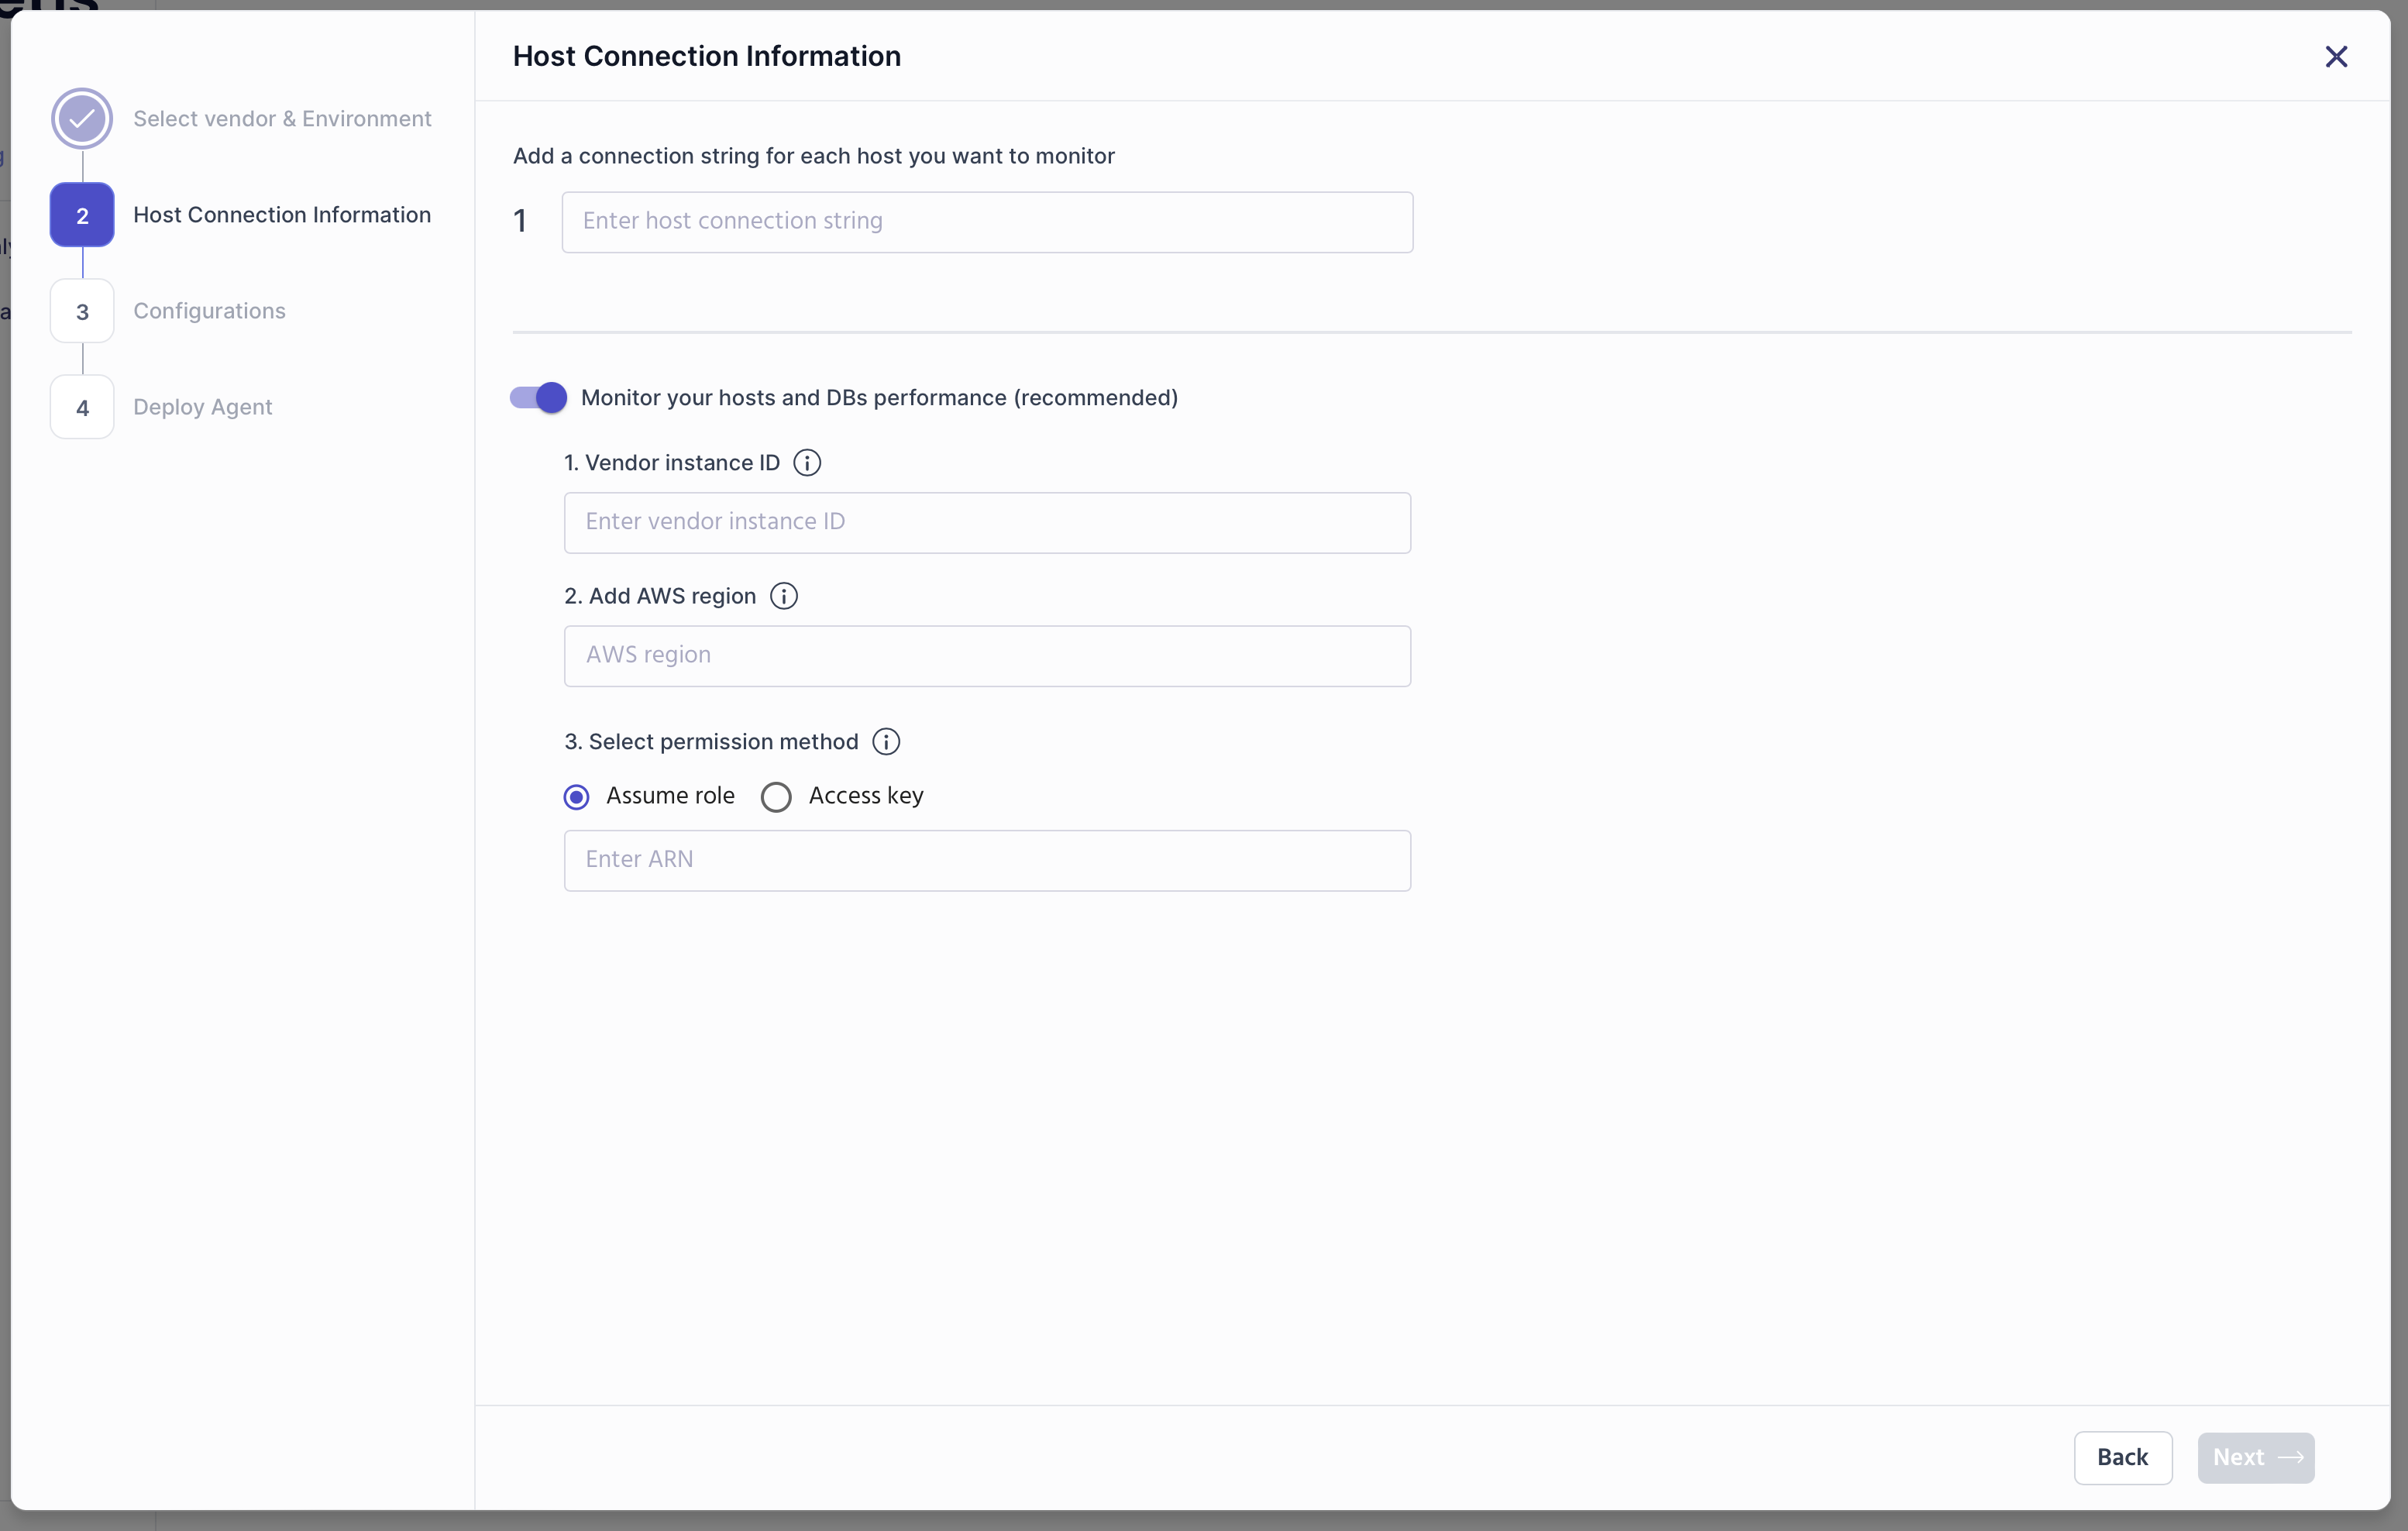 Host Connection Information
Select vendor & Environment
2 Host Connection Information
3 Configurations
4 Deploy Agent
Add a connection string for each host you want to monitor
1 Enter host connection string
Monitor your hosts and DBs performance (recommended)
1. Vendor instance ID
Enter vendor instance ID
2. Add AWS region
AWS region
3. Select permission method
Assume role Access key
Enter ARN
Back Next